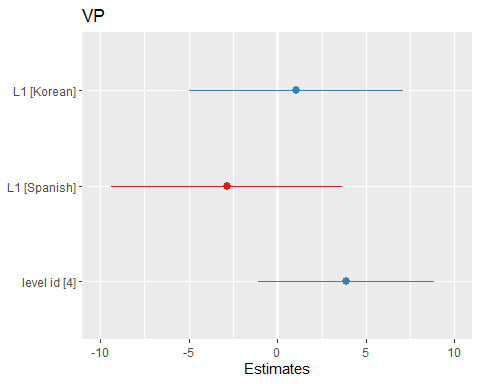 VP
L1 [Korean]
L1 [Spanish]
level id [4]
-10 -5 0 5 10
Estimates